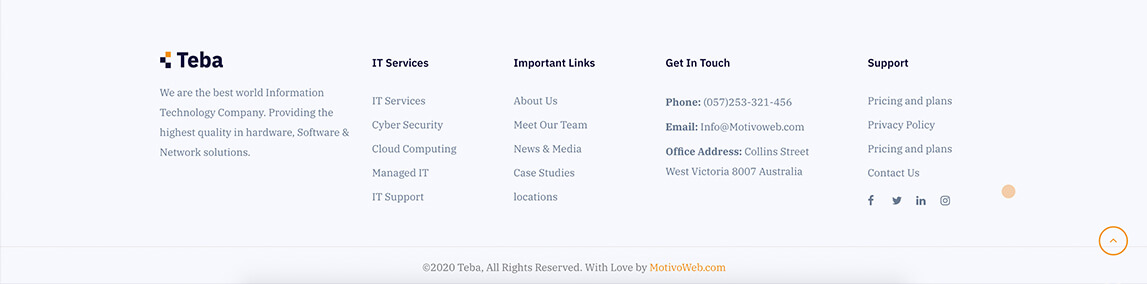 Teba
We are the best world Information
Technology Company. Providing the
highest quality in hardware, Software &
Network solutions.
IT Services
IT Services
Cyber Security
Cloud Computing
Managed IT
IT Support
Important Links
About Us
Meet Our Team
News & Media
Case Studies
locations
Get In Touch
Phone: (057)253-321-456
Email: Info@Motivoweb.com
Office Address: Collins Street
West Victoria 8007 Australia
Support
Pricing and plans
Privacy Policy
Pricing and plans
Contact Us
©2020 Teba, All Rights Reserved. With Love by MotivoWeb.com